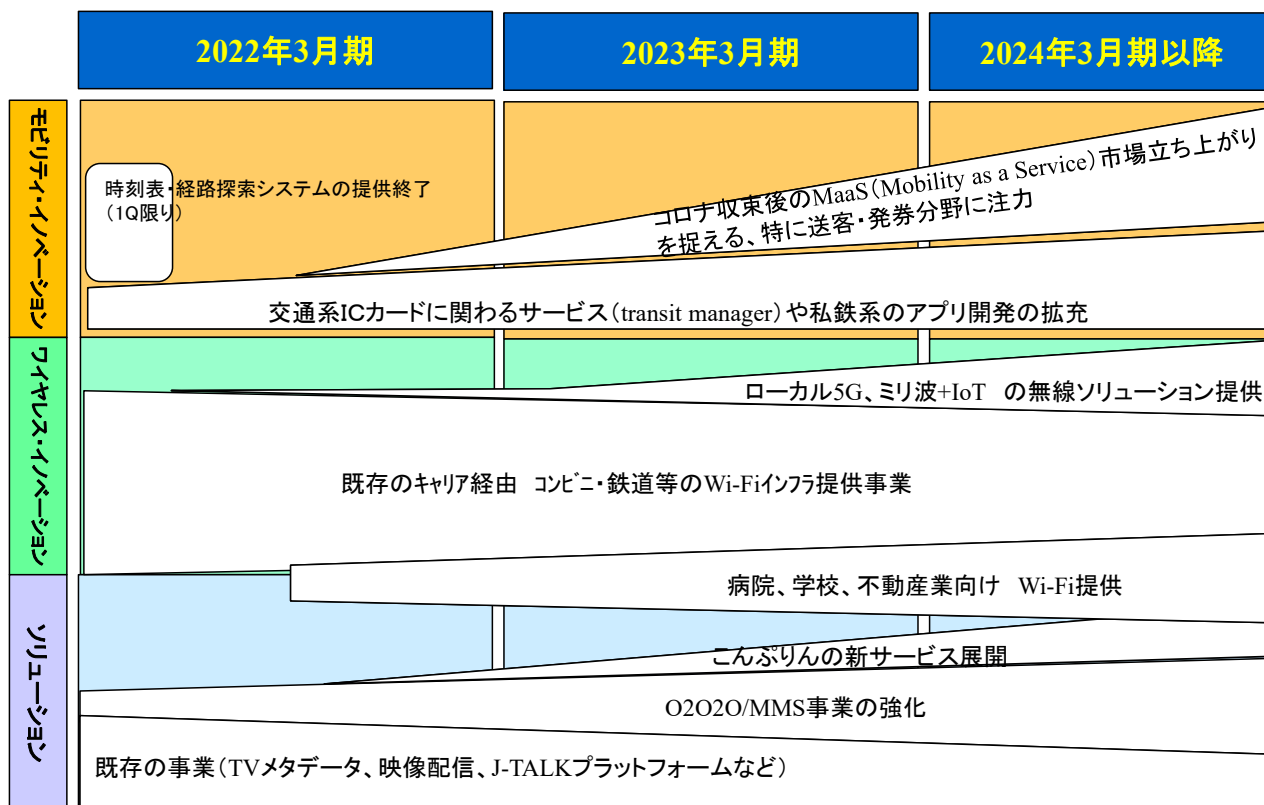 2022年3月期
2023年3月期
2024年3月期以降
モビリティ・イノベーション
時刻表・経路探索システムの提供終了
（1Q限り）
コロナ収束後のMaaS（Mobility as a Service）市場立ち上がり
を捉える、特に送客・発券分野に注力
交通系ICカードに関わるサービス（transit manager）や私鉄系のアプリ開発の拡充
ワイヤレス・イノベーション
ローカル5G、ミリ波+IoT　の無線ソリューション提供
既存のキャリア経由　コンビニ・鉄道等のWi-Fiインフラ提供事業
病院、学校、不動産業向け　Wi-Fi提供
ソリューション
こんぷりんの新サービス展開
O2O2O/MMS事業の強化
既存の事業（TVメタデータ、映像配信、J-TALKプラットフォームなど）